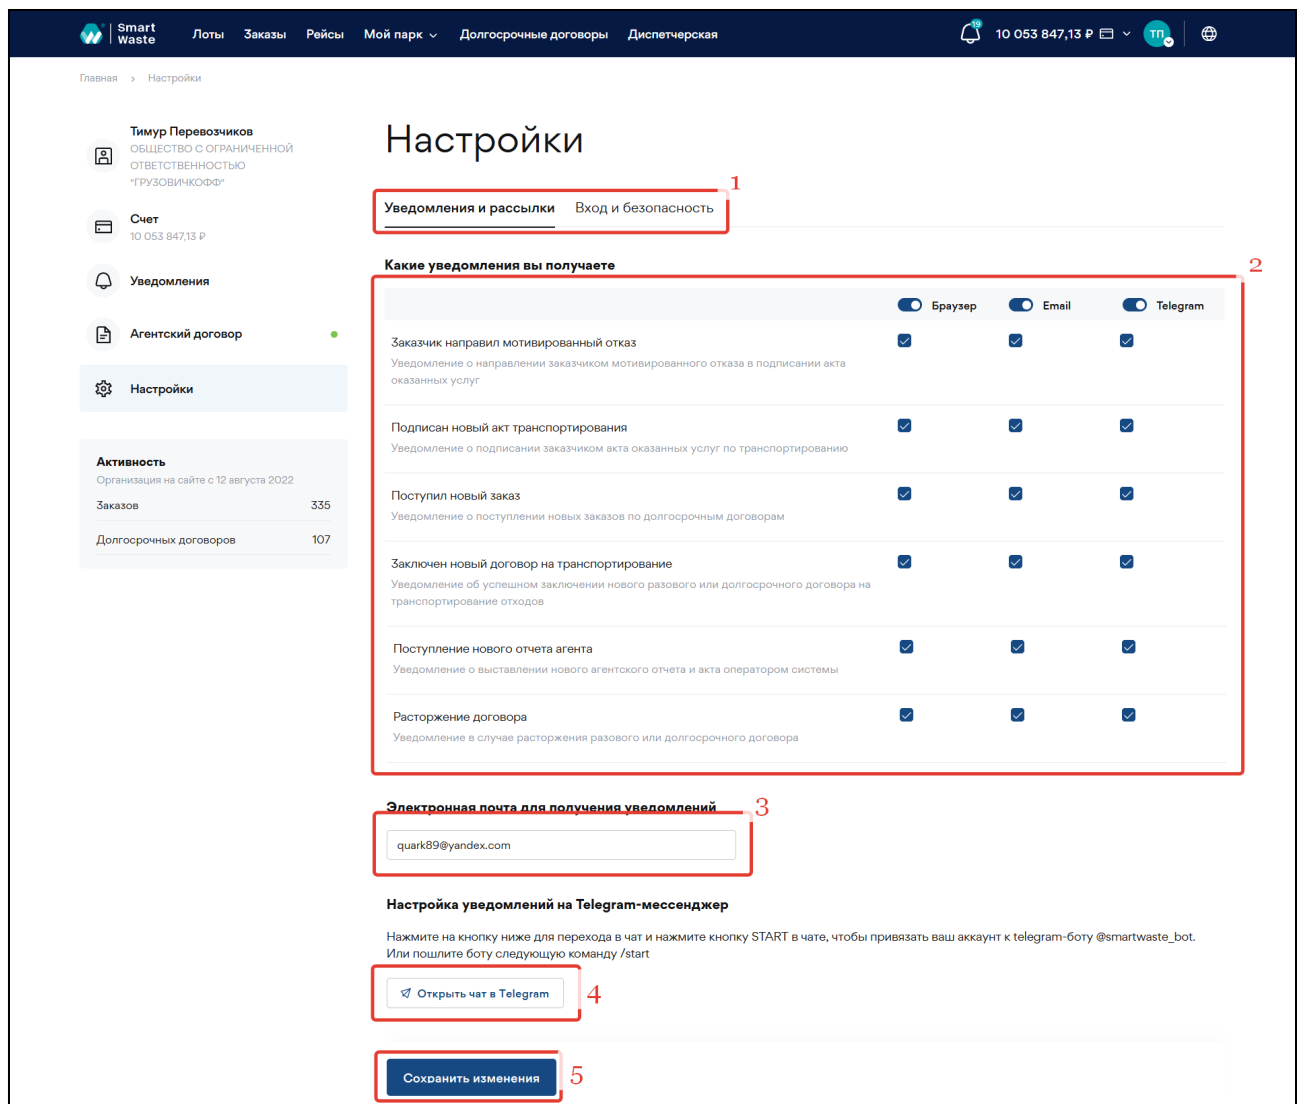 Smart
Waste
Лоты Заказы Рейсы Мой парк Долгосрочные договоры Диспетчерская 19 10 053 847,13 ₽ ТП
Главная > Настройки
Тимур Перевозчиков
ОБЩЕСТВО С ОГРАНИЧЕННОЙ
ОТВЕТСТВЕННОСТЬЮ
"ГРУЗОВИЧКОФФ"
Счет
10 053 847,13 ₽
Уведомления
Агентский договор
Настройки
Активность
Организация на сайте с 12 августа 2022
Заказов 335
Долгосрочных договоров 107
Настройки
1
Уведомления и рассылки Вход и безопасность
Какие уведомления вы получаете
2
Браузер Email Telegram
Заказчик направил мотивированный отказ
Уведомление о направлении заказчиком мотивированного отказа в подписании акта
оказанных услуг
Подписан новый акт транспортирования
Уведомление о подписании заказчиком акта оказанных услуг по транспортированию
Поступил новый заказ
Уведомление о поступлении новых заказов по долгосрочным договорам
Заключен новый договор на транспортирование
Уведомление об успешном заключении нового разового или долгосрочного договора на
транспортирование отходов
Поступление нового отчета агента
Уведомление о выставлении нового агентского отчета и акта оператором системы
Расторжение договора
Уведомление в случае расторжения разового или долгосрочного договора
Электронная почта для получения уведомлений
3
quark89@yandex.com
Настройка уведомлений на Telegram-мессенджер
Нажмите на кнопку ниже для перехода в чат и нажмите кнопку START в чате, чтобы привязать ваш аккаунт к telegram-боту @smartwaste_bot.
Или пошлите боту следующую команду /start
Открыть чат в Telegram
4
Сохранить изменения
5